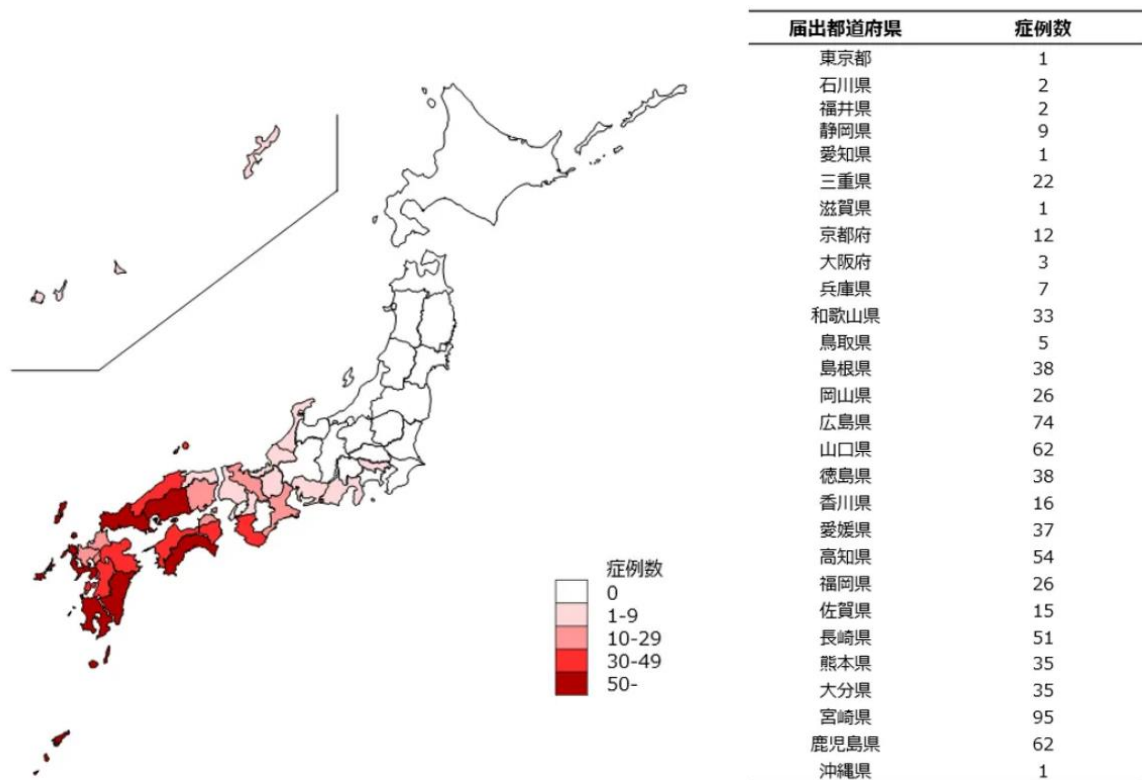 届出都道府県 症例数
東京都 1
石川県 2
福井県 2
静岡県 9
愛知県 1
三重県 22
滋賀県 1
京都府 12
大阪府 3
兵庫県 7
和歌山県 33
鳥取県 5
島根県 38
岡山県 26
広島県 74
山口県 62
徳島県 38
香川県 16
愛媛県 37
高知県 54
福岡県 26
佐賀県 15
長崎県 51
熊本県 35
大分県 35
宮崎県 95
鹿児島県 62
沖縄県 1
症例数
0
1-9
10-29
30-49
50-